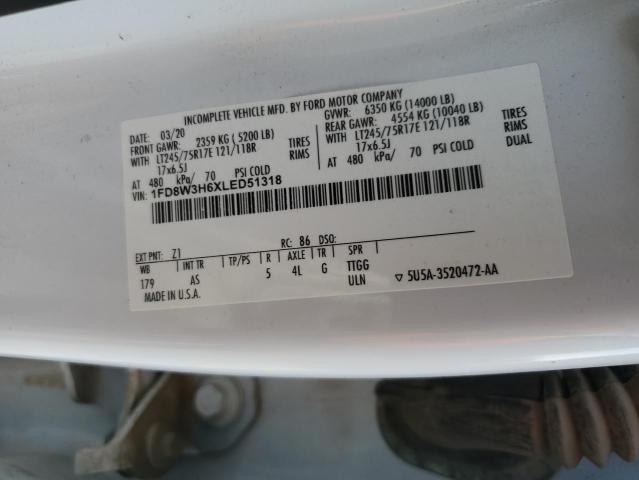 INCOMPLETE VEHICLE MFD. BY FORD MOTOR COMPANY
DATE: 03/20 GVWR: 6350 KG (14000 LB)
FRONT GAWR: 2359 KG (5200 LB) REAR GAWR: 4554 KG (10040 LB)
WITH LT245/75R17E 121/118R TIRES WITH LT245/75R17E 121/118R TIRES
17x6.5J RIMS 17x6.5J RIMS
AT 480 kPa/ 70 PSI COLD AT 480 kPa/ 70 PSI COLD DUAL
VIN: 1FD8W3H6XLED51318
EXT PNT: Z1 RC: 86 DSO:
WB INT TR TP/PS R AXLE TR SPR
179 AS 5 4L G TTGG
ULN
MADE IN U.S.A. ▽ 5U5A-3520472-AA